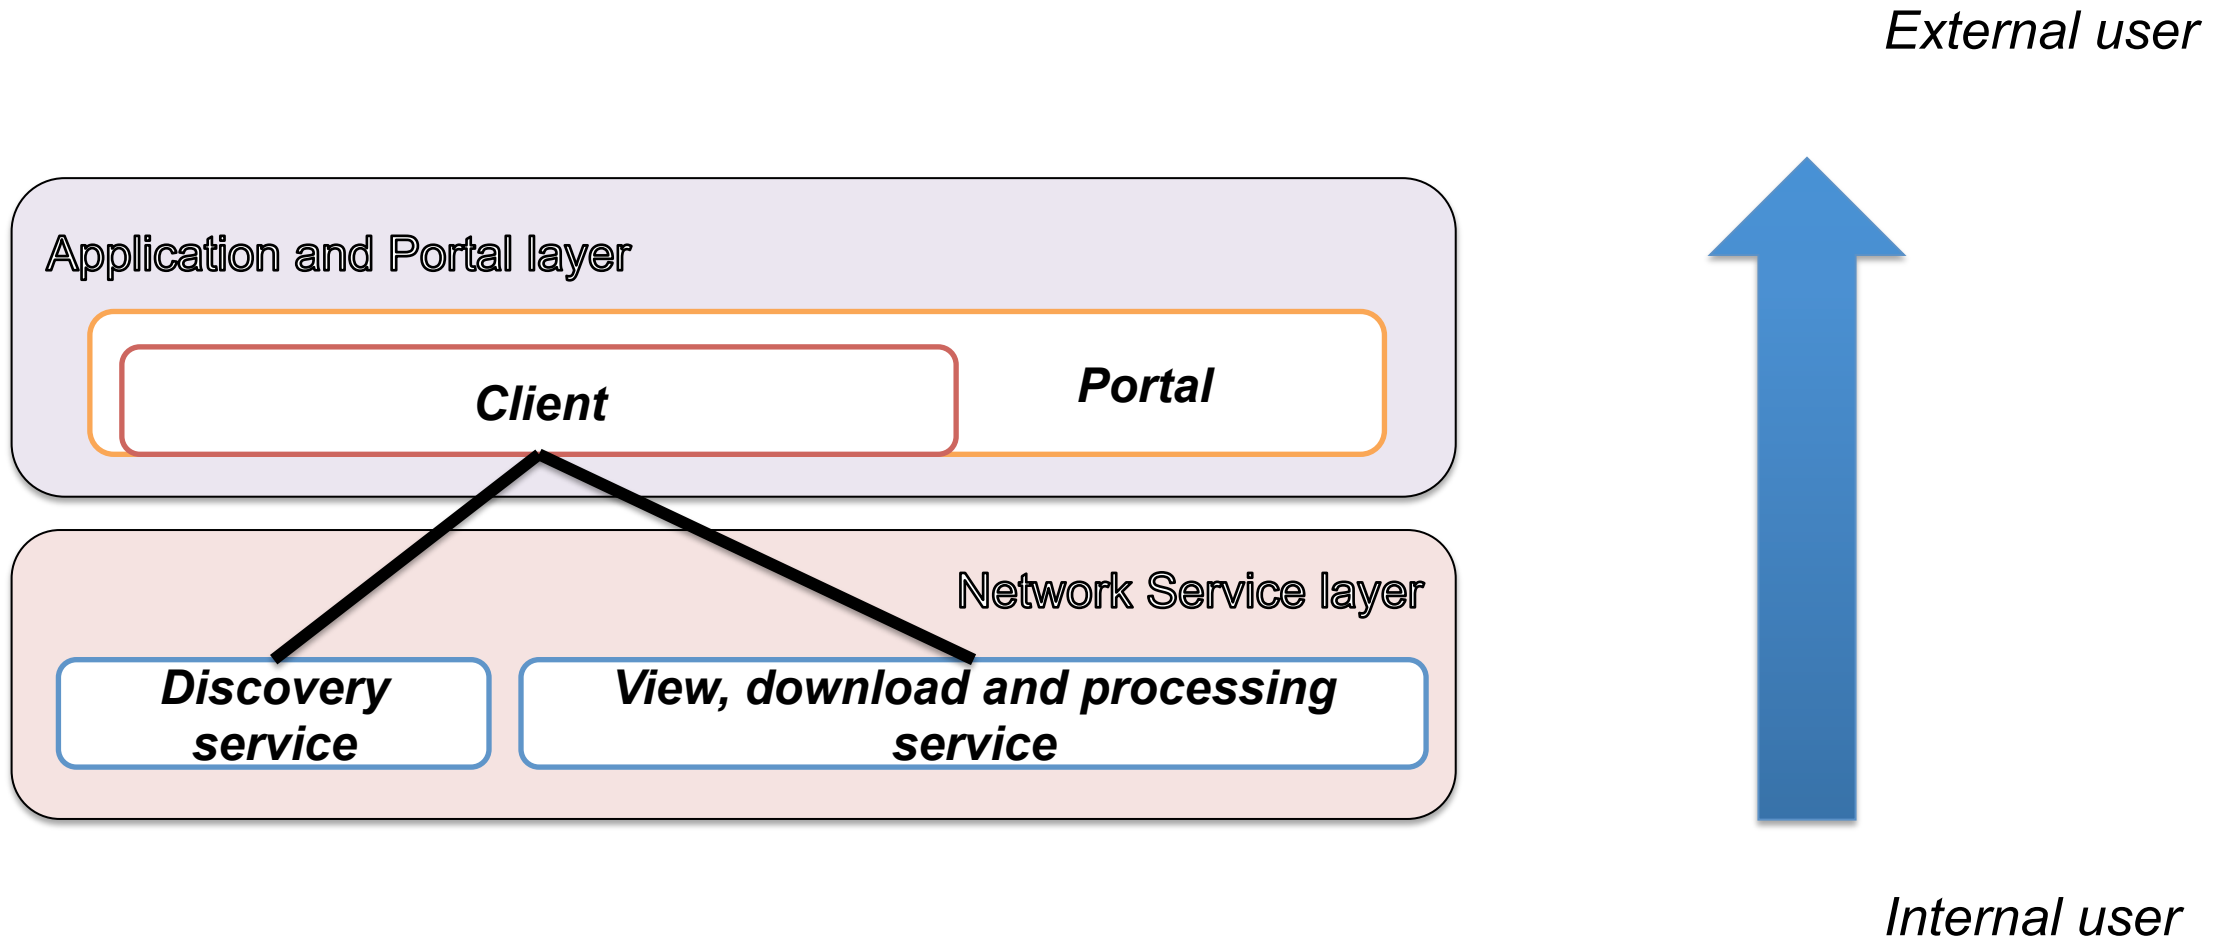 External user
Application and Portal layer
Client
Portal
Network Service layer
Discovery
service
View, download and processing
service
Internal user